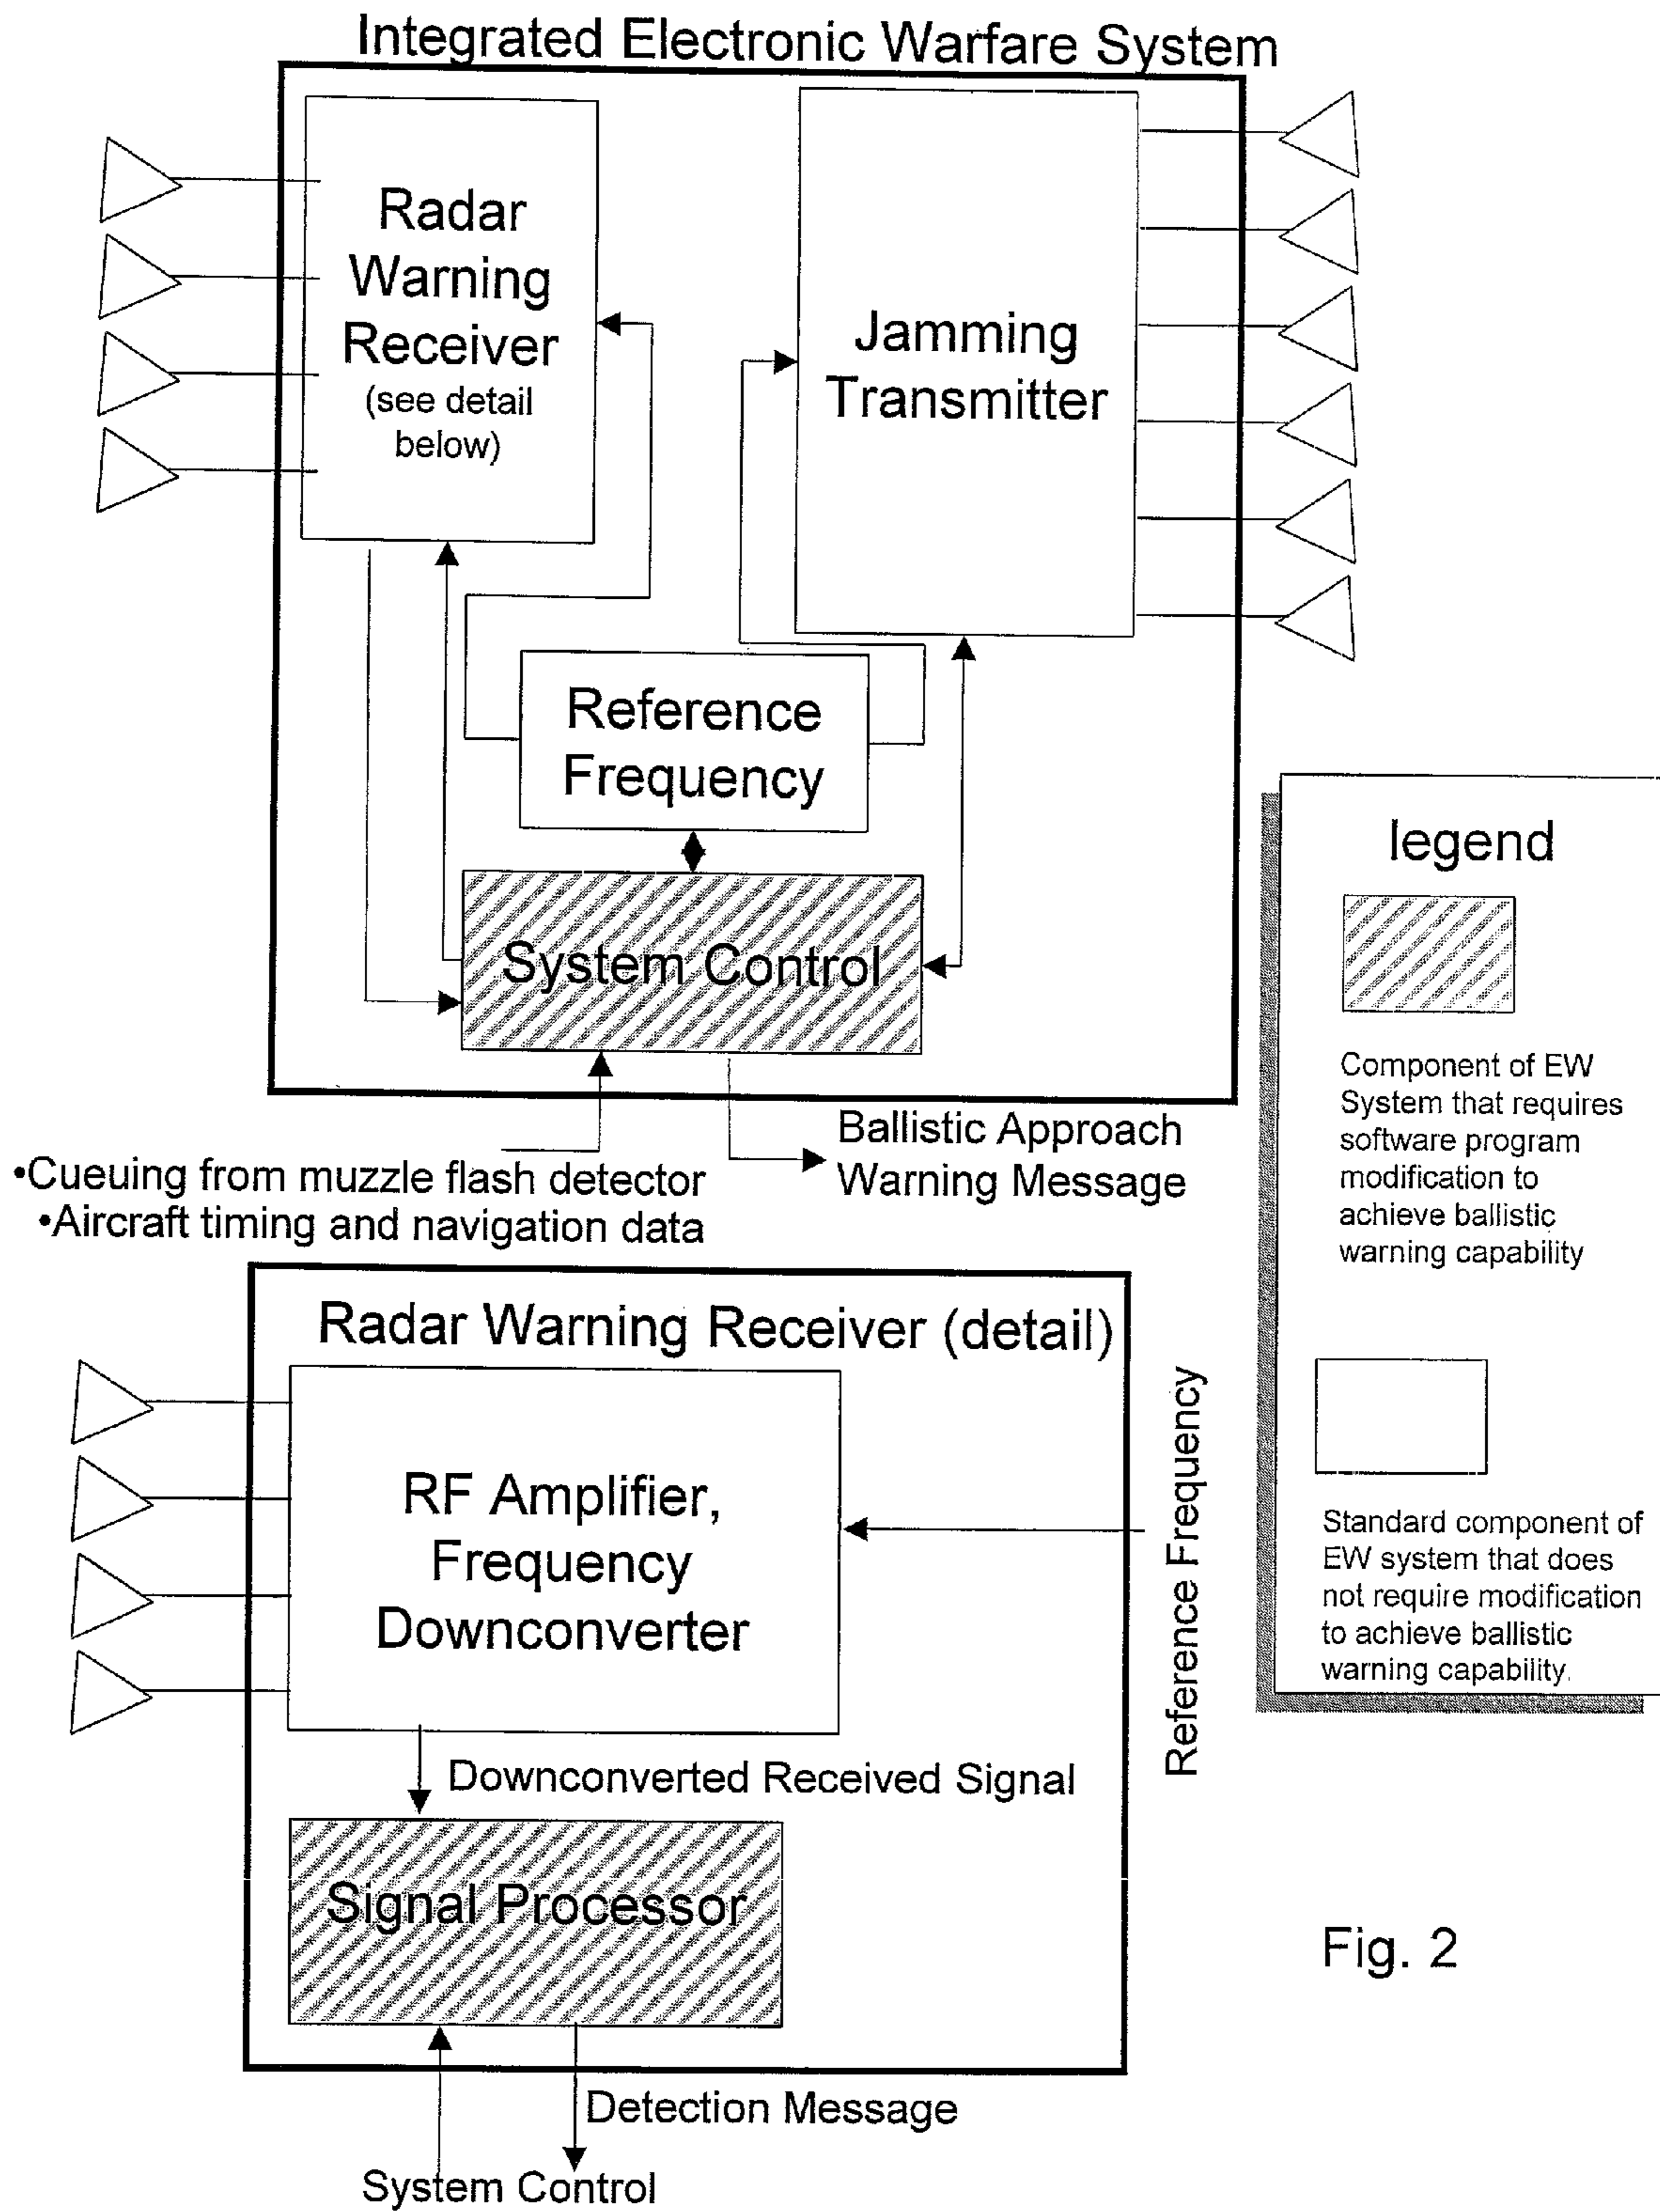 Integrated Electronic Warfare System
Radar
Warning
Receiver
(see detail
below)
Jamming
Transmitter
Reference
Frequency
System Control
•Cueuing from muzzle flash detector
•Aircraft timing and navigation data
Ballistic Approach
Warning Message
legend
Component of EW
System that requires
software program
modification to
achieve ballistic
warning capability
Standard component of
EW system that does
not require modification
to achieve ballistic
warning capability.
Radar Warning Receiver (detail)
RF Amplifier,
Frequency
Downconverter
Reference Frequency
Downconverted Received Signal
Signal Processor
Detection Message
System Control
Fig. 2